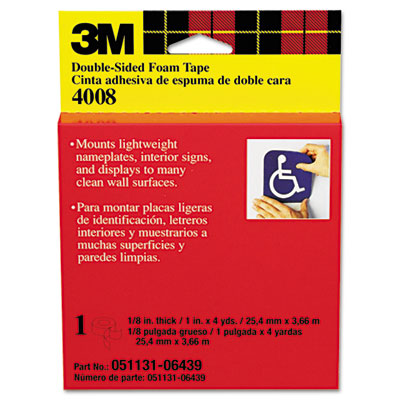 3M
Double-Sided Foam Tape
Cinta adhesiva de espuma de doble cara
4008
•Mounts lightweight
nameplates, interior signs,
and displays to many
clean wall surfaces.
•Para montar placas ligeras
de identificación, letreros
interiores y muestrarios a
muchas superficies y
paredes limpias.
1
1/8 in. thick / 1 in. x 4 yds. / 25,4 mm x 3,66 m
1/8 pulgada grueso / 1 pulgada x 4 yardas
25,4 mm x 3,66 m
Part No.: 051131-06439
Número de parte: 051131-06439